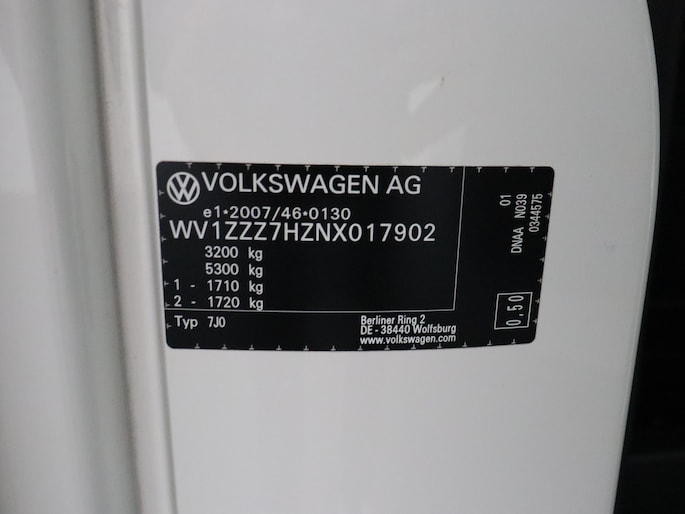 VOLKSWAGEN AG
e1*2007/46*0130
WV1ZZZ7HZNX017902
3200 kg
5300 kg
1 - 1710 kg
2 - 1720 kg
Typ 7J0
Berliner Ring 2
DE - 38440 Wolfsburg
www.volkswagen.com
01
DNAA N039
0344575
0,50